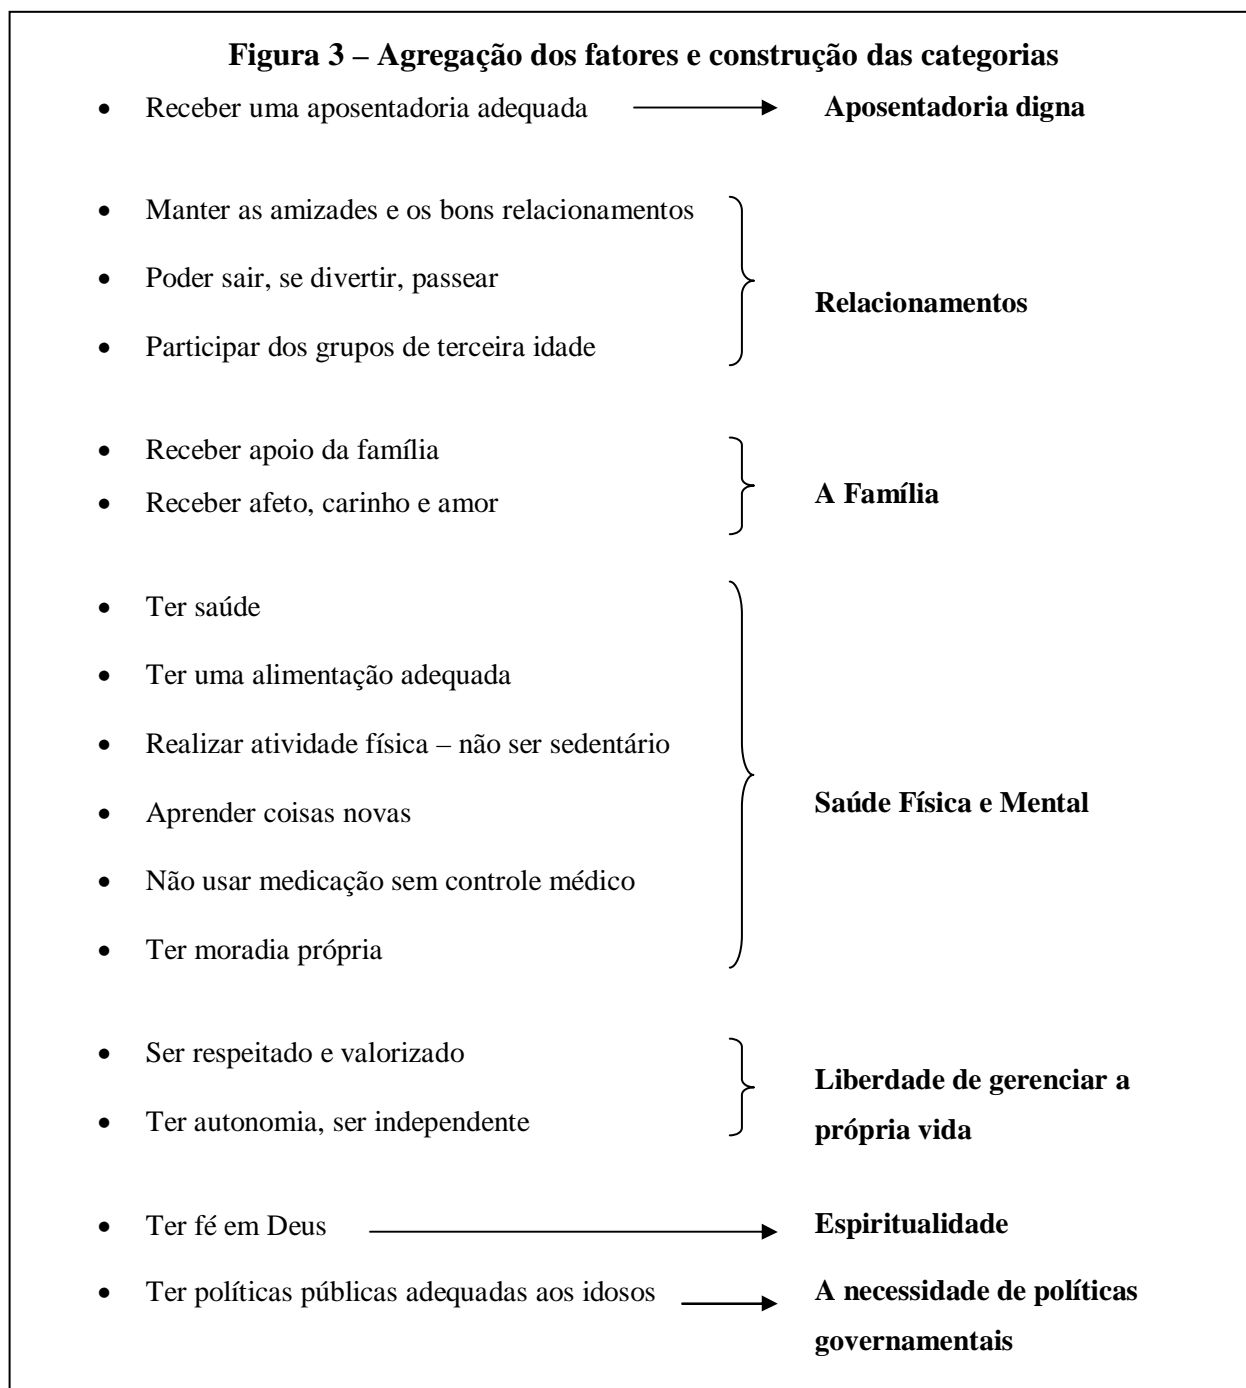 Figura 3 – Agregação dos fatores e construção das categorias
• Receber uma aposentadoria adequada
Aposentadoria digna
• Manter as amizades e os bons relacionamentos
• Poder sair, se divertir, passear
• Participar dos grupos de terceira idade
Relacionamentos
• Receber apoio da família
• Receber afeto, carinho e amor
A Família
• Ter saúde
• Ter uma alimentação adequada
• Realizar atividade física – não ser sedentário
• Aprender coisas novas
• Não usar medicação sem controle médico
• Ter moradia própria
Saúde Física e Mental
• Ser respeitado e valorizado
• Ter autonomia, ser independente
Liberdade de gerenciar a
própria vida
• Ter fé em Deus
Espiritualidade
• Ter políticas públicas adequadas aos idosos
A necessidade de políticas
governamentais